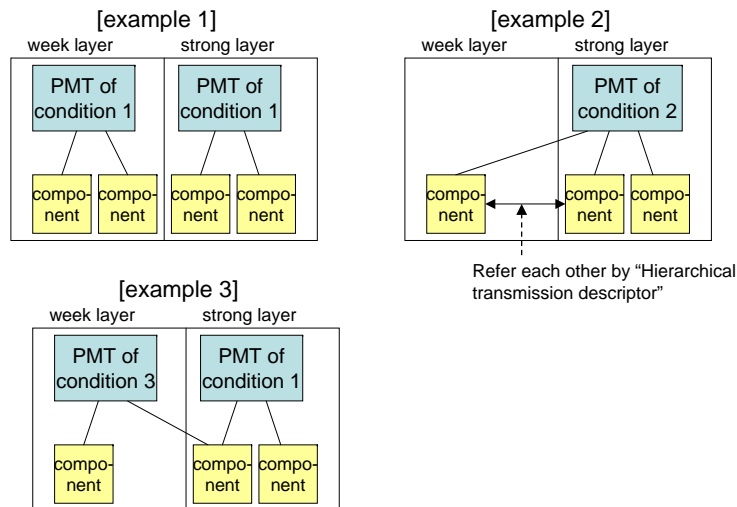 [example 1]
week layer
strong layer
PMT of
condition 1
PMT of
condition 1
compo-
nent
compo-
nent
compo-
nent
compo-
nent
[example 2]
week layer
strong layer
PMT of
condition 2
compo-
nent
compo-
nent
compo-
nent
Refer each other by “Hierarchical
transmission descriptor”
[example 3]
week layer
strong layer
PMT of
condition 3
PMT of
condition 1
compo-
nent
compo-
nent
compo-
nent